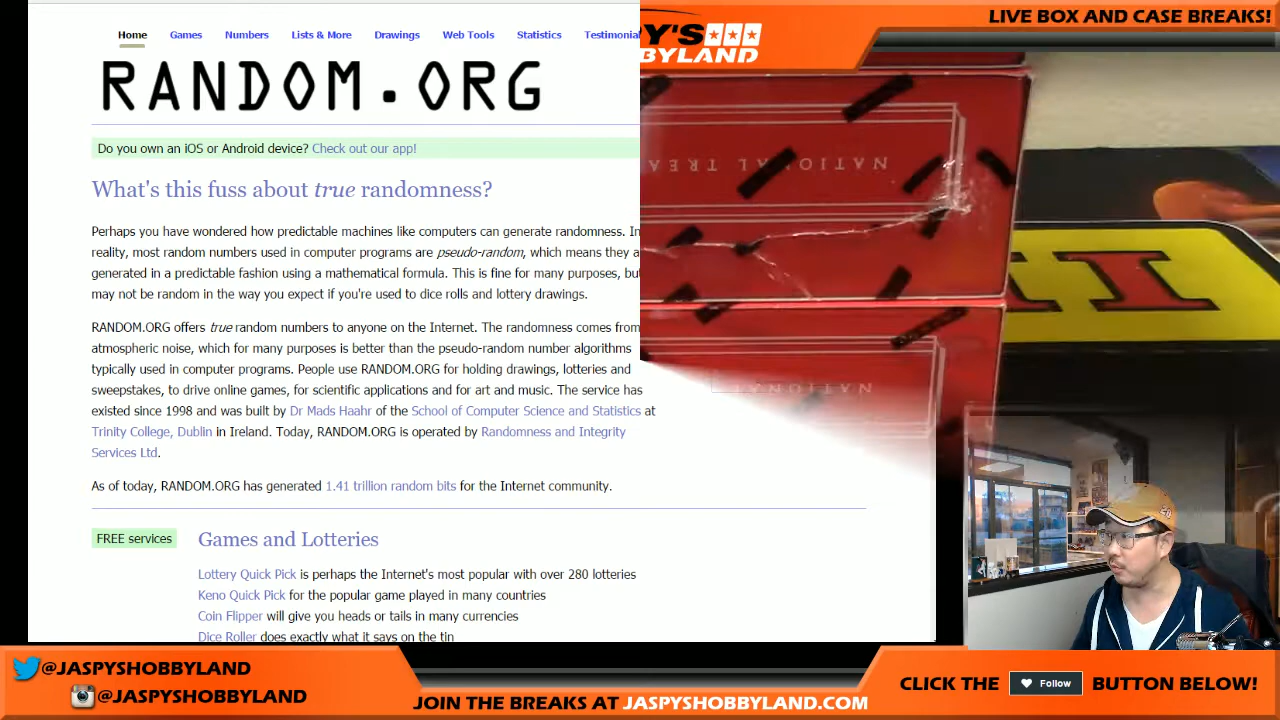 LIVE BOX AND CASE BREAKS!
Y'S
BYLAND
Home Games Numbers Lists & More Drawings Web Tools Statistics
RANDOM.ORG
Do you own an iOS or Android device? Check out our app!
What's this fuss about true randomness?
Perhaps you have wondered how predictable machines like computers can generate randomness. In
reality, most random numbers used in computer programs are pseudo-random, which means they a
generated in a predictable fashion using a mathematical formula. This is fine for many purposes, bu
may not be random in the way you expect if you're used to dice rolls and lottery drawings.
RANDOM.ORG offers true random numbers to anyone on the Internet. The randomness comes from
atmospheric noise, which for many purposes is better than the pseudo-random number algorithms
typically used in computer programs. People use RANDOM.ORG for holding drawings, lotteries and
sweepstakes, to drive online games, for scientific applications and for art and music. The service has
existed since 1998 and was built by Dr Mads Haahr of the School of Computer Science and Statistics at
Trinity College, Dublin in Ireland. Today, RANDOM.ORG is operated by Randomness and Integrity
Services Ltd.
As of today, RANDOM.ORG has generated 1.41 trillion random bits for the Internet community.
FREE services
Games and Lotteries
Lottery Quick Pick is perhaps the Internet's most popular with over 280 lotteries
Keno Quick Pick for the popular game played in many countries
Coin Flipper will give you heads or tails in many currencies
Dice Roller does exactly what it says on the tin
NATIONAL TREA
NATIONAL
@JASPYSHOBBYLAND
@JASPYSHOBBYLAND
JOIN THE BREAKS AT JASPYSHOBBYLAND.COM
CLICK THE Follow BUTTON BELOW!